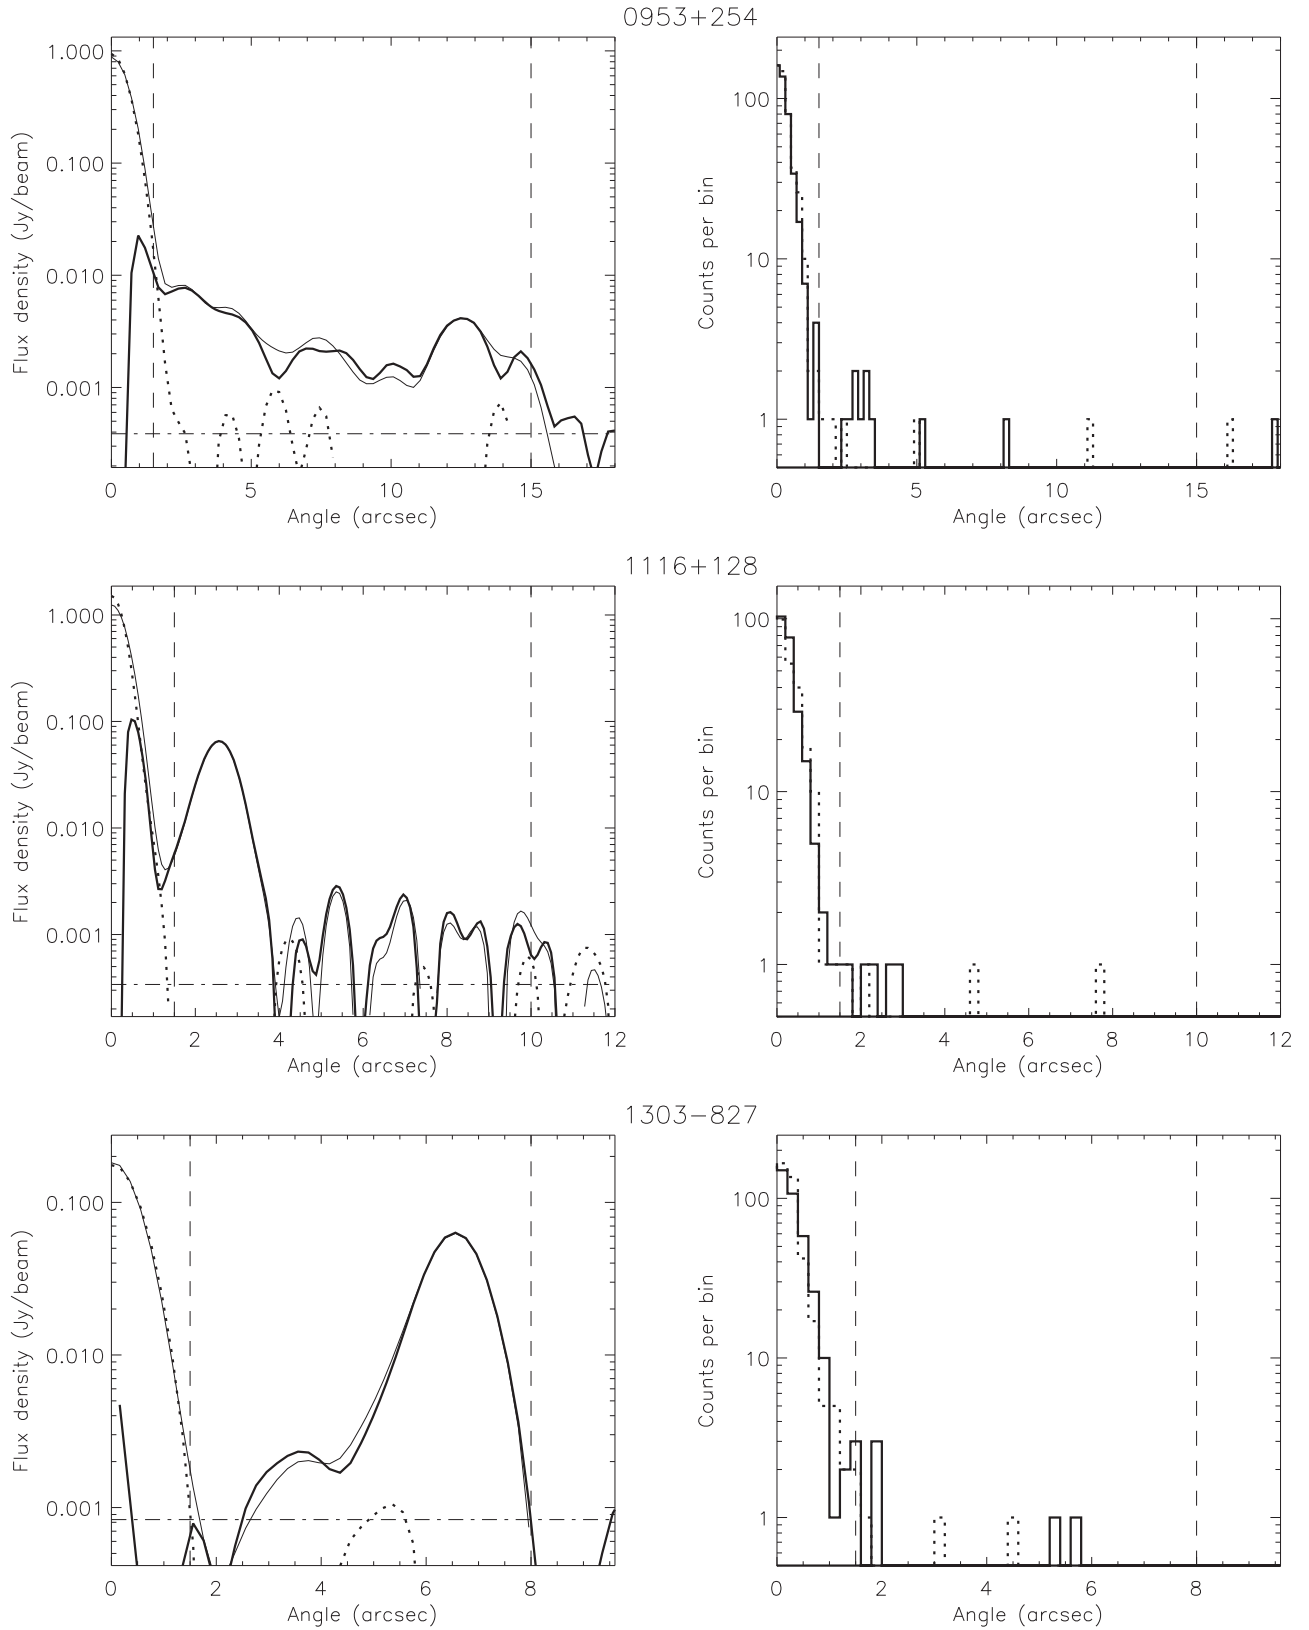 0953+254
1.000
0.100
0.010
0.001
Flux density (Jy/beam)
0 5 10 15
Angle (arcsec)
100
10
1
Counts per bin
0 5 10 15
Angle (arcsec)
1116+128
1.000
0.100
0.010
0.001
Flux density (Jy/beam)
0 2 4 6 8 10 12
Angle (arcsec)
100
10
1
Counts per bin
0 2 4 6 8 10 12
Angle (arcsec)
1303−827
0.100
0.010
0.001
Flux density (Jy/beam)
0 2 4 6 8
Angle (arcsec)
100
10
1
Counts per bin
0 2 4 6 8
Angle (arcsec)